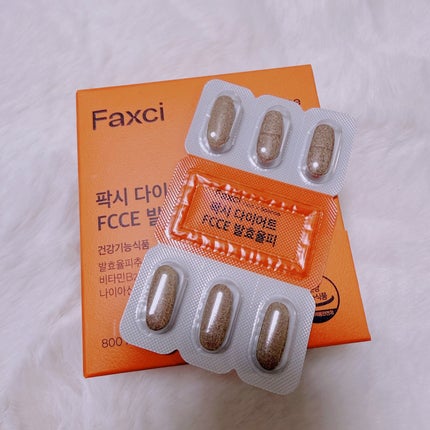 Faxci
팍시 다이
FCCE 발
건강기능식품
발효율피추
비타민B
나이아신
800
Faxci
팍시 다이어트
FCCE 발효율피